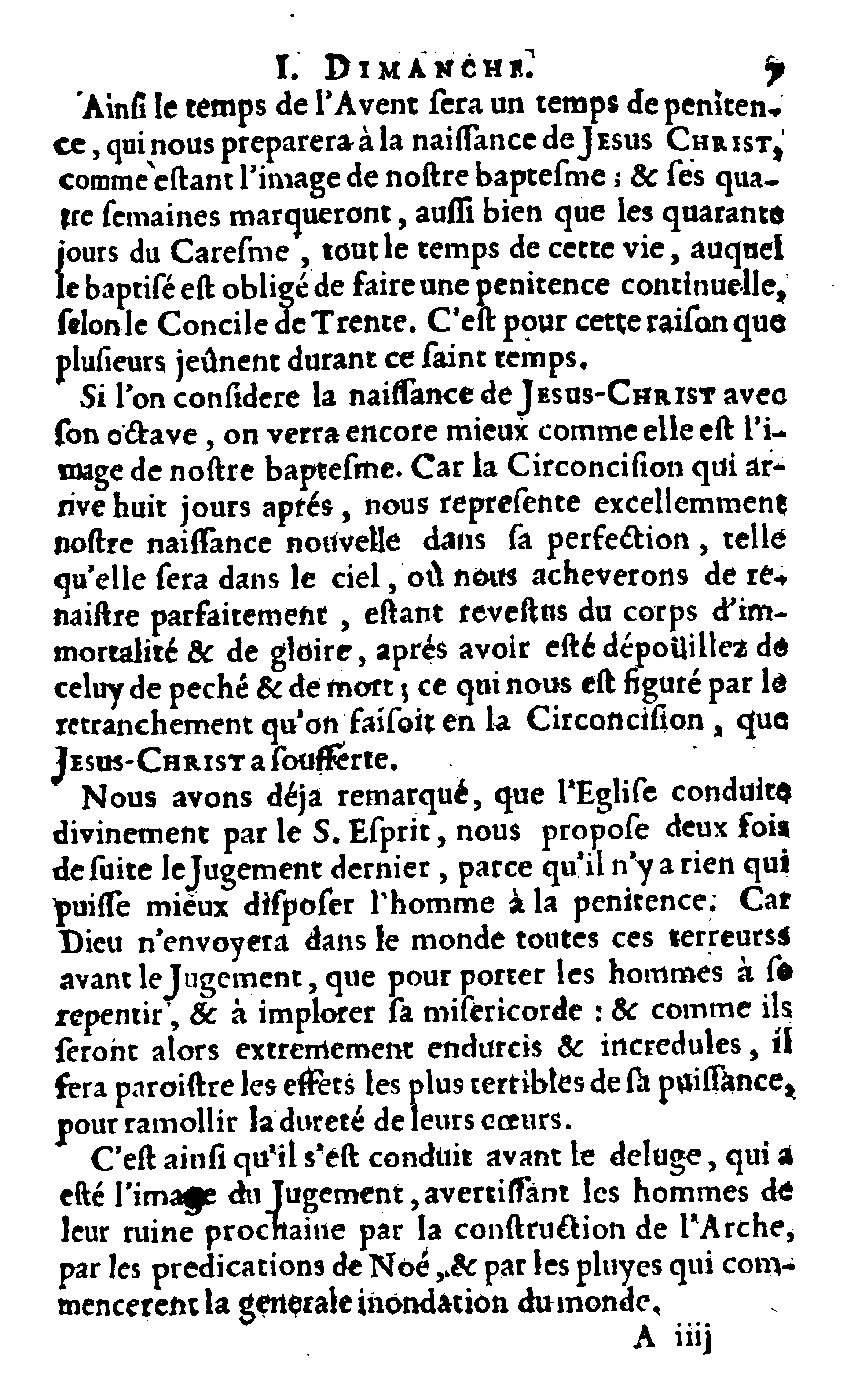 I. DIMANCHE. 7
Ainſi le temps de l'Avent ſera un temps de peniten-
ce, qui nous preparera à la naiſſance de JESUS CHRIST,
comme eſtant l'image de noſtre bapteſme ; & ſes qua-
tre ſemaines marqueront, auſſi bien que les quarante
jours du Careſme, tout le temps de cette vie, auquel
le baptiſé eſt obligé de faire une penitence continuelle,
ſelon le Concile de Trente. C'eſt pour cette raiſon que
pluſieurs jeûnent durant ce ſaint temps.
Si l'on conſidere la naiſſance de JESUS-CHRIST avec
ſon octave, on verra encore mieux comme elle eſt l'i-
mage de noſtre bapteſme. Car la Circonciſion qui ar-
rive huit jours aprés, nous repreſente excellemment
noſtre naiſſance nouvelle dans ſa perfection, telle
qu'elle ſera dans le ciel, où nous acheverons de re-
naiſtre parfaitement, eſtant reveſtus du corps d'im-
mortalité & de gloire, aprés avoir eſté dépoüillez de
celuy de peché & de mort ; ce qui nous eſt figuré par le
retranchement qu'on faiſoit en la Circonciſion, que
JESUS-CHRIST a ſoufferte.
Nous avons déja remarqué, que l'Egliſe conduite
divinement par le S. Eſprit, nous propoſe deux fois
de ſuite le Jugement dernier, parce qu'il n'y a rien qui
puiſſe mieux diſpoſer l'homme à la penitence. Car
Dieu n'envoyera dans le monde toutes ces terreurs
avant le Jugement, que pour porter les hommes à ſe
repentir, & à implorer ſa miſericorde : & comme ils
ſeront alors extremement endurcis & incredules, il
fera paroiſtre les effets les plus terribles de ſa puiſſance,
pour ramollir la dureté de leurs cœurs.
C'eſt ainſi qu'il s'eſt conduit avant le deluge, qui a
eſté l'image du Jugement, avertiſſant les hommes de
leur ruine prochaine par la conſtruction de l'Arche,
par les predications de Noé, & par les pluyes qui com-
mencerent la generale inondation du monde.
A iiij